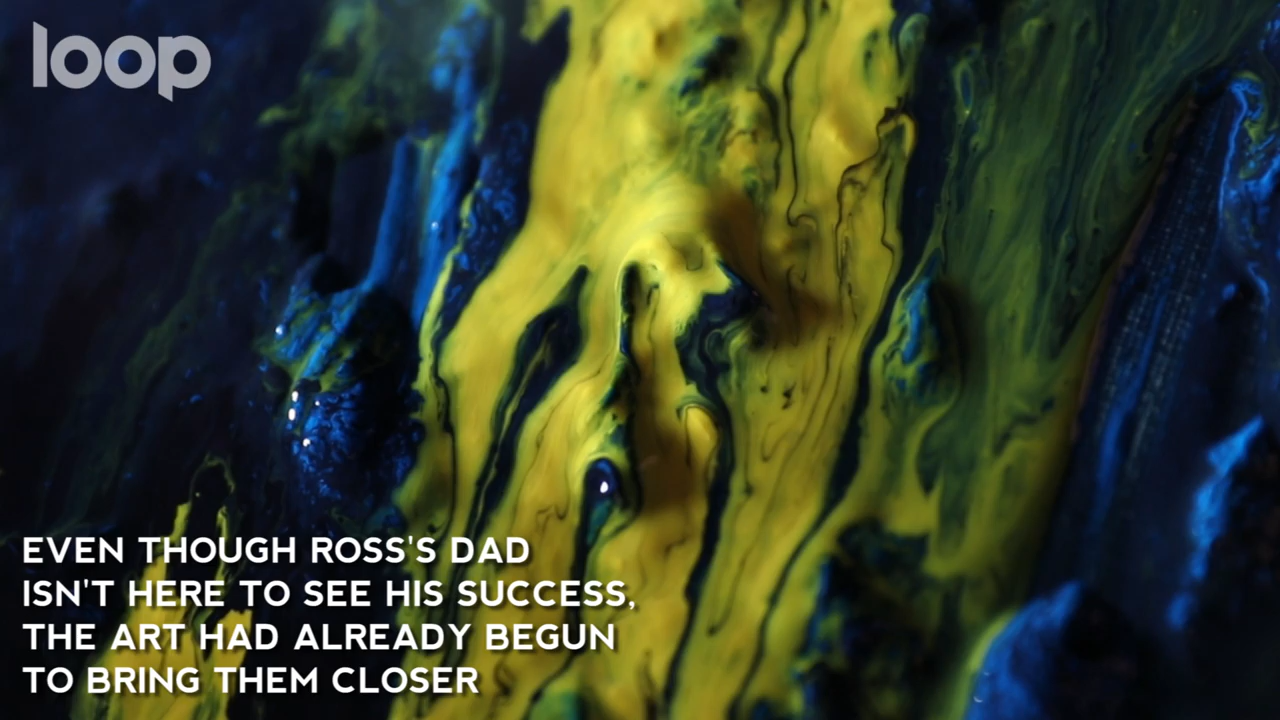 loop
EVEN THOUGH ROSS'S DAD
ISN'T HERE TO SEE HIS SUCCESS,
THE ART HAD ALREADY BEGUN
TO BRING THEM CLOSER